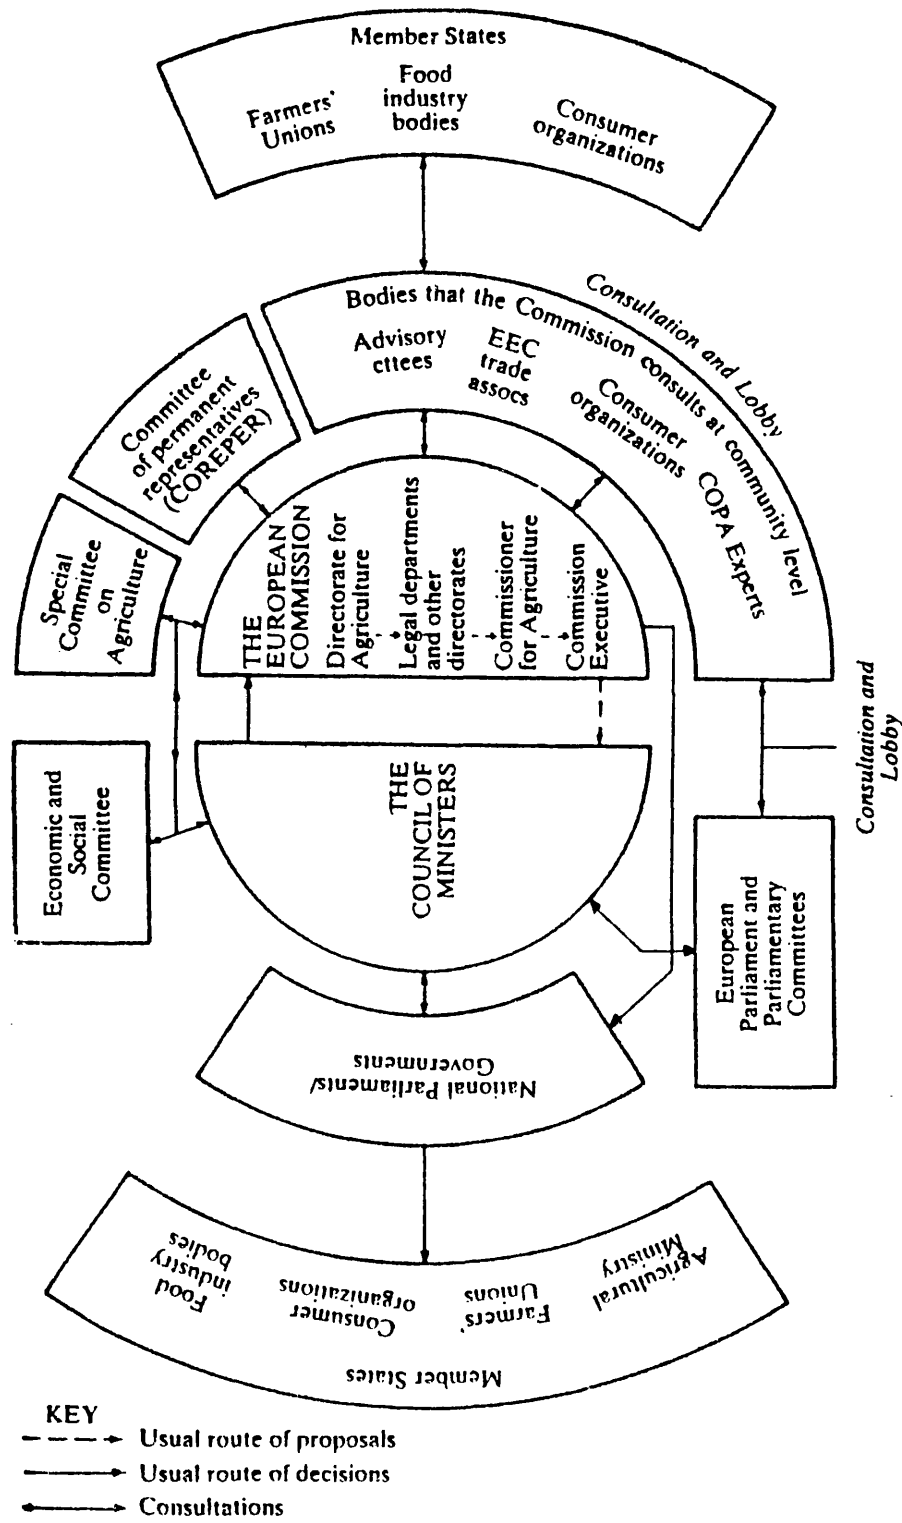 Member States
Farmers'
Unions
Food
industry
bodies
Consumer
organizations
Consultation and Lobby
Bodies that the Commission consults at community level
Advisory
cttees
EEC
trade
assocs
Consumer
organizations
COPA Experts
Committee
of permanent
representatives
(COREPER)
Special
Committee
on
Agriculture
THE
EUROPEAN
COMMISSION
Directorate for
Agriculture
Legal departments
and other
directorates
Commissioner
for Agriculture
Commission
Executive
Economic and
Social
Committee
THE
COUNCIL OF
MINISTERS
Consultation and
Lobby
European
Parliament and
Parliamentary
Committees
National Parliaments/
Governments
Food
industry
bodies
Consumer
organizations
Farmers'
Unions
Agricultural
Ministry
Member States
KEY
Usual route of proposals
Usual route of decisions
Consultations